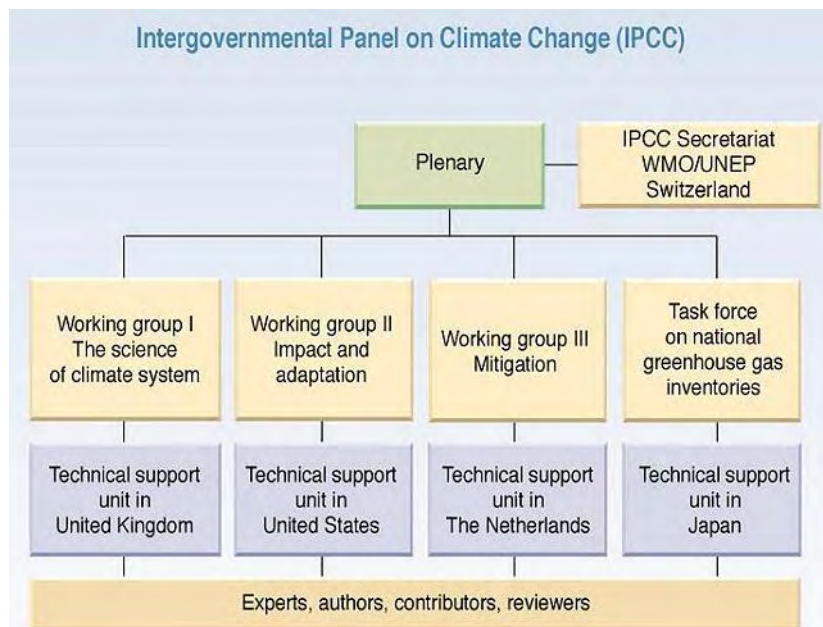 Intergovernmental Panel on Climate Change (IPCC)
Plenary
IPCC Secretariat
WMO/UNEP
Switzerland
Working group I
The science
of climate system
Working group II
Impact and
adaptation
Working group III
Mitigation
Task force
on national
greenhouse gas
inventories
Technical support
unit in
United Kingdom
Technical support
unit in
United States
Technical support
unit in
The Netherlands
Technical support
unit in
Japan
Experts, authors, contributors, reviewers